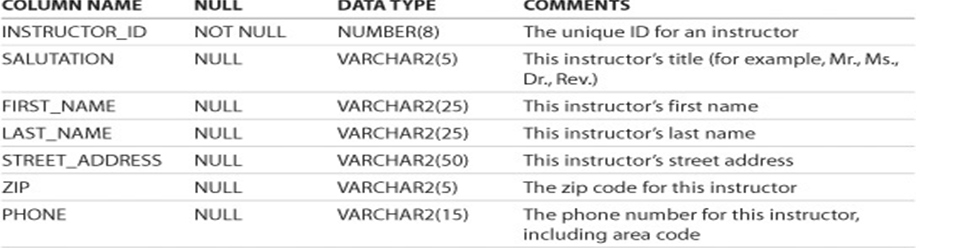 COLUMN NAME NULL DATA TYPE COMMENTS
INSTRUCTOR_ID NOT NULL NUMBER(8) The unique ID for an instructor
SALUTATION NULL VARCHAR2(5) This instructor's title (for example, Mr., Ms.,
Dr., Rev.)
FIRST_NAME NULL VARCHAR2(25) This instructor's first name
LAST_NAME NULL VARCHAR2(25) This instructor's last name
STREET_ADDRESS NULL VARCHAR2(50) This instructor's street address
ZIP NULL VARCHAR2(5) The zip code for this instructor
PHONE NULL VARCHAR2(15) The phone number for this instructor,
including area code